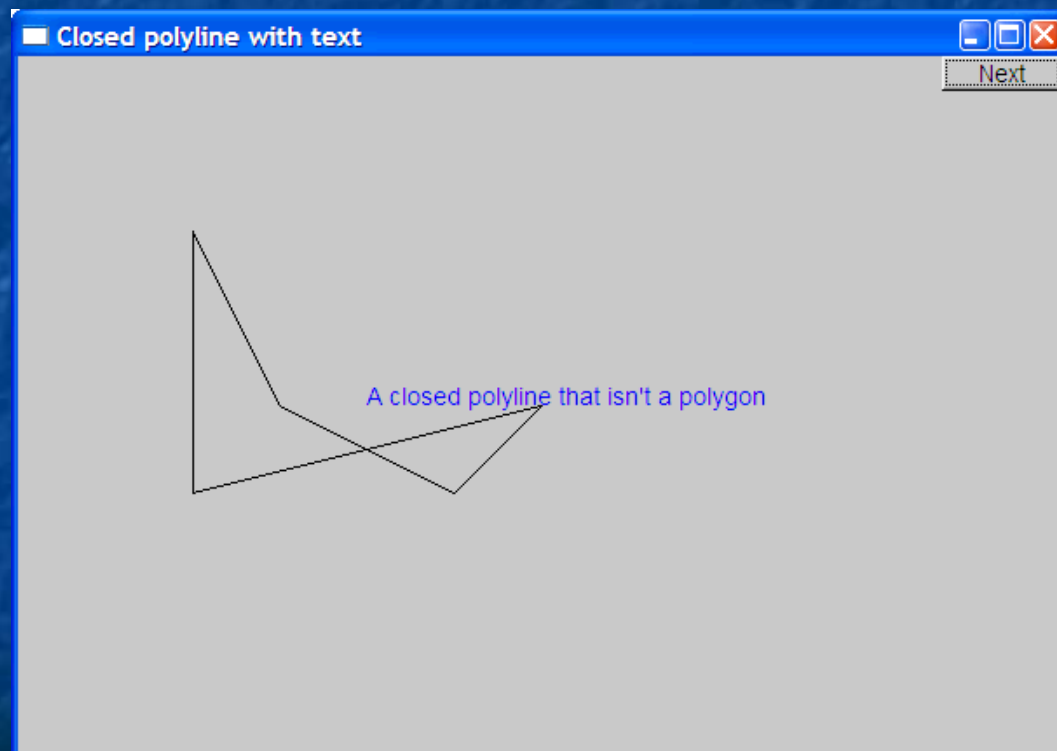 Closed polyline with text
Next
A closed polyline that isn't a polygon